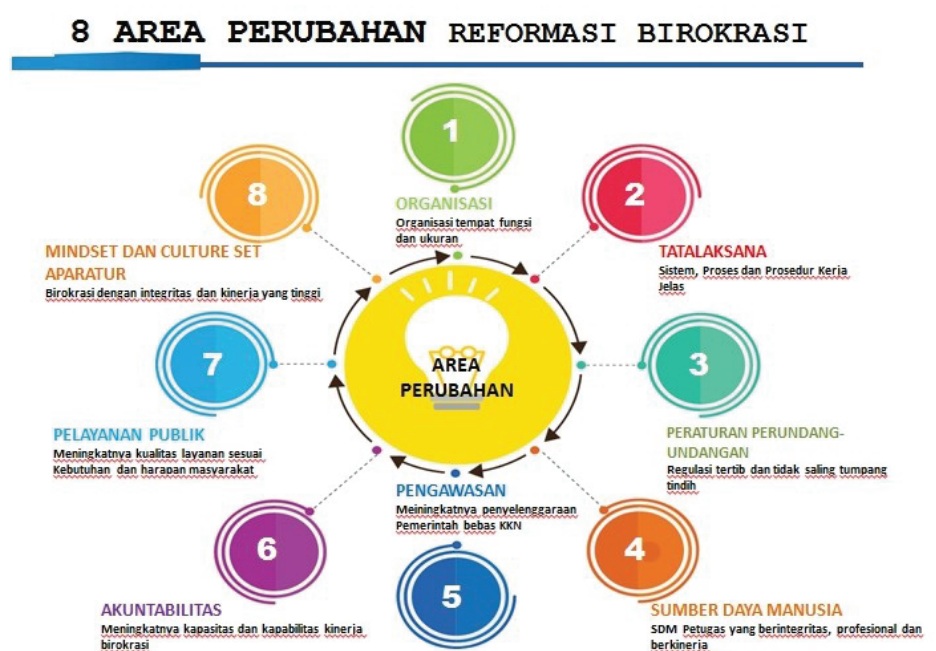 8 AREA PERUBAHAN REFORMASI BIROKRASI
1
ORGANISASI
Organisasi tempat fungsi
dan ukuran
2
TATALAKSANA
Sistem, Proses dan Prosedur Kerja
Jelas
3
PERATURAN PERUNDANG-
UNDANGAN
Regulasi tertib dan tidak saling tumpang
tindih
4
SUMBER DAYA MANUSIA
SDM Petugas yang berintegritas, profesional dan
berkinerja
PENGAWASAN
Meiningkatnya penyelenggaraan
Pemerintah bebas KKN
5
6
AKUNTABILITAS
Meningkatnya kapasitas dan kapabilitas kinerja
birokrasi
7
PELAYANAN PUBLIK
Meningkatnya kualitas layanan sesuai
Kebutuhan dan harapan masyarakat
8
MINDSET DAN CULTURE SET
APARATUR
Birokrasi dengan integritas dan kinerja yang tinggi
AREA
PERUBAHAN